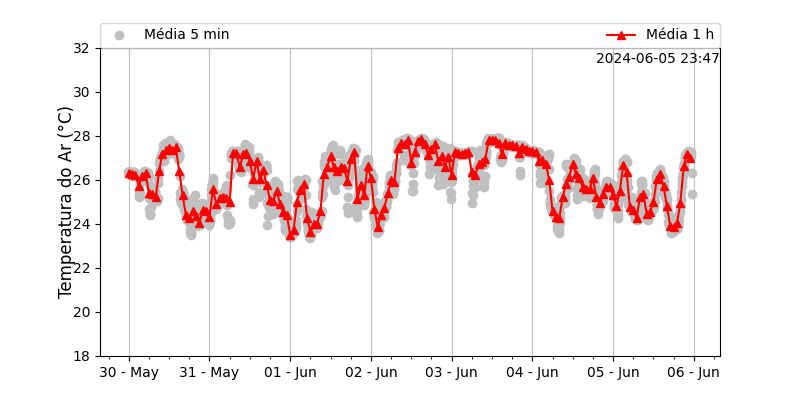 Média 5 min
Média 1 h
2024-06-05 23:47
Temperatura do Ar (°C)
32
30
28
26
24
22
20
18
30 - May
31 - May
01 - Jun
02 - Jun
03 - Jun
04 - Jun
05 - Jun
06 - Jun